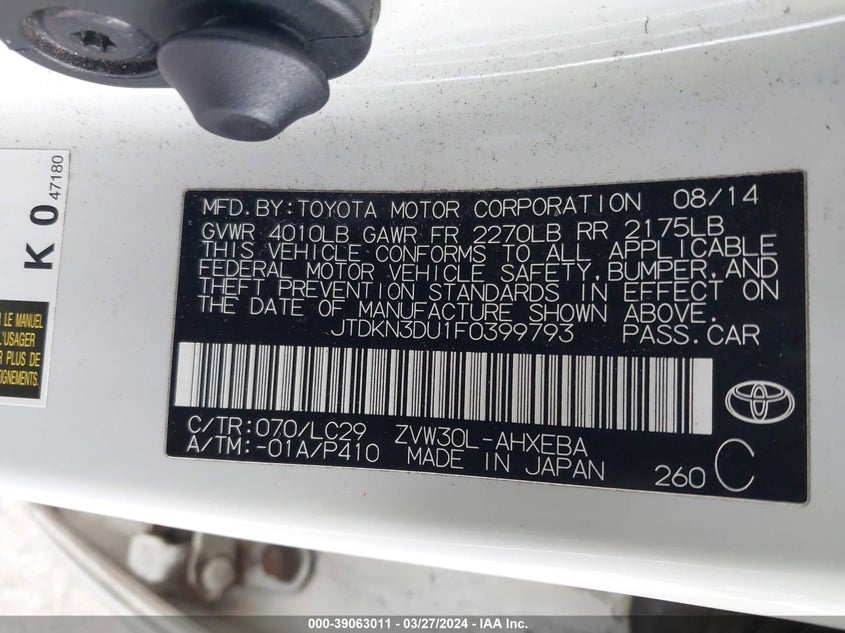 K 0 47180
N LE MANUEL
L'USAGER
MFD. BY: TOYOTA MOTOR CORPORATION 08/14
GVWR 4010LB GAWR FR 2270LB RR 2175LB
THIS VEHICLE CONFORMS TO ALL APPLICABLE
FEDERAL MOTOR VEHICLE SAFETY, BUMPER, AND
THEFT PREVENTION STANDARDS IN EFFECT ON
THE DATE OF MANUFACTURE SHOWN ABOVE.
JTDKN3DU1F0399793 PASS.CAR
C/TR: 070/LC29 ZVW30L-AHXEBA
A/TM: -01A/P410 MADE IN JAPAN
260 C
000-39063011 — 03/27/2024 — IAA Inc.